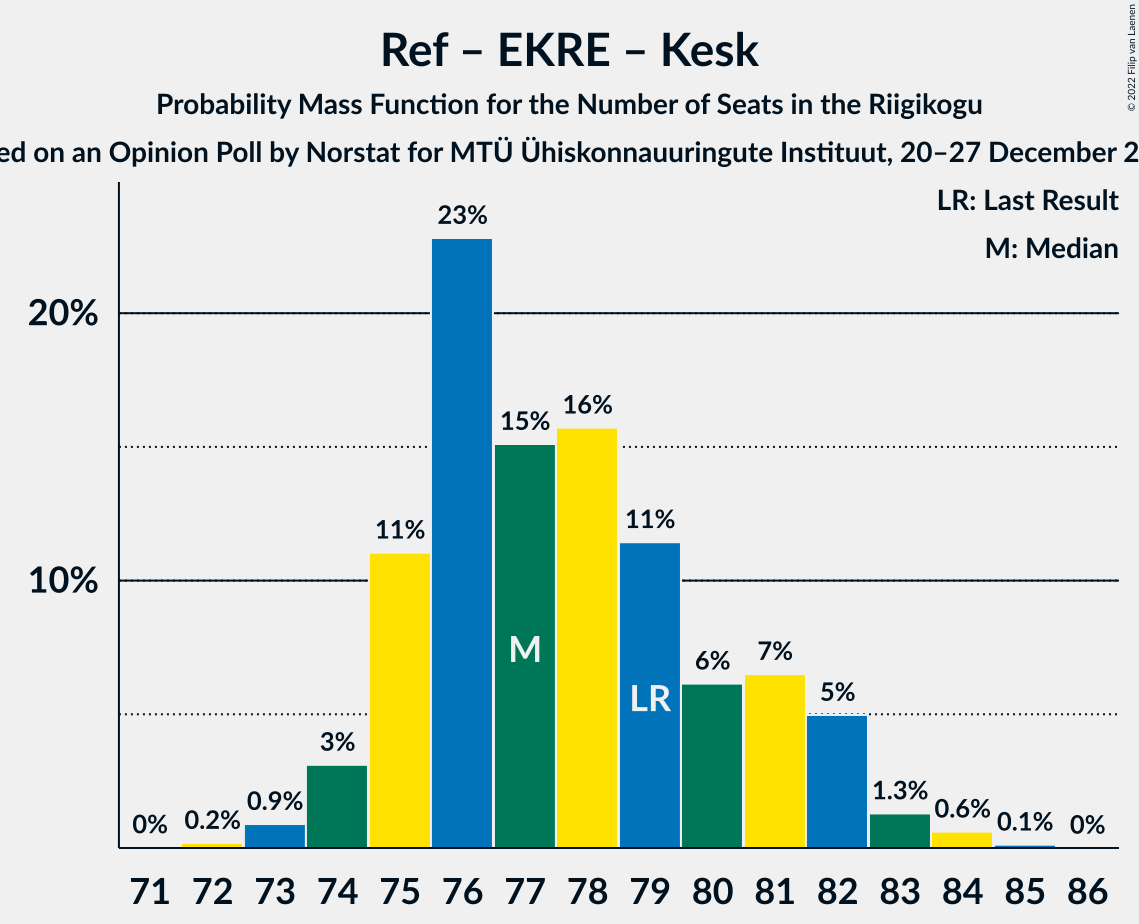 Ref – EKRE – Kesk
Probability Mass Function for the Number of Seats in the Riigikogu
on an Opinion Poll by Norstat for MTÜ Ühiskonnauuringute Instituut, 20–27 December
© 2022 Filip van Laenen
LR: Last Result
M: Median
20%
10%
0%
0.2%
0.9%
3%
11%
23%
15%
16%
11%
6%
7%
5%
1.3%
0.6%
0.1%
0%
M
LR
71 72 73 74 75 76 77 78 79 80 81 82 83 84 85 86